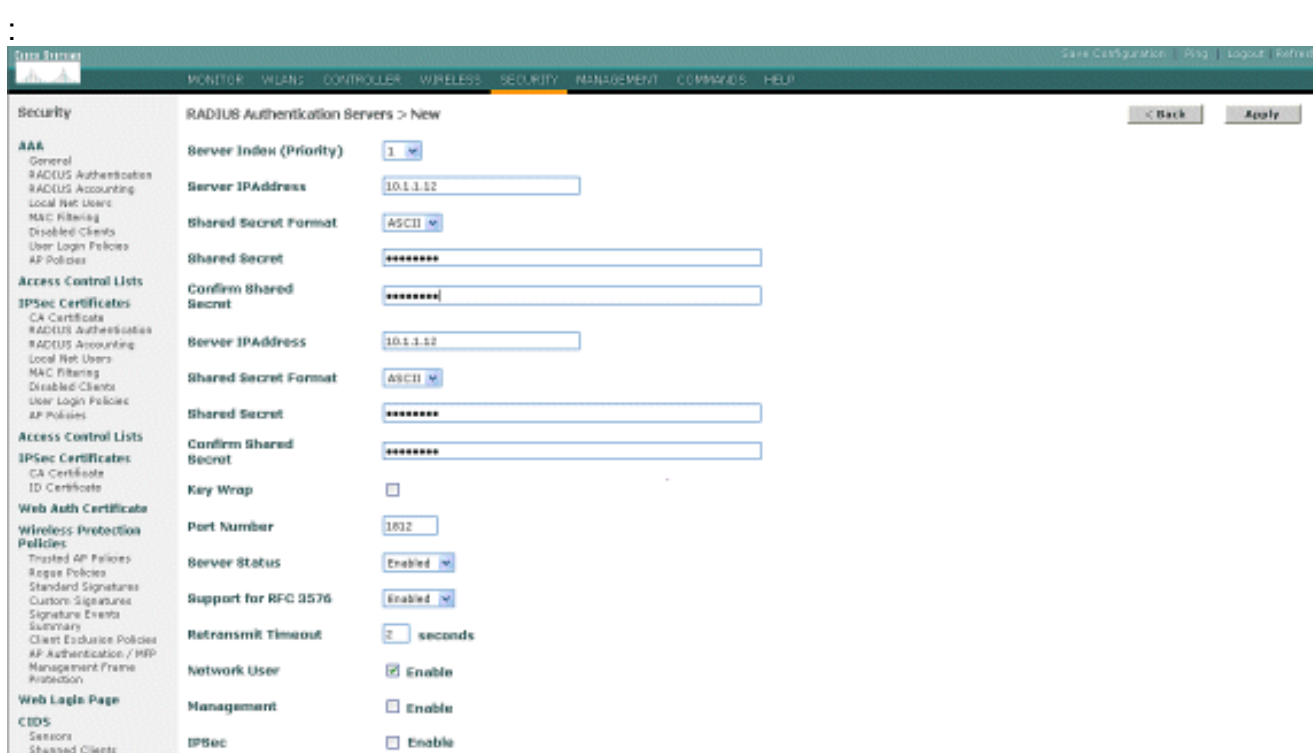 :
CISCO SYSTEMS
Save Configuration | Ping | Logout | Refresh
MONITOR WLANs CONTROLLER WIRELESS SECURITY MANAGEMENT COMMANDS HELP
Security
AAA
General
RADIUS Authentication
RADIUS Accounting
Local Net Users
MAC Filtering
Disabled Clients
User Login Policies
AP Policies
Access Control Lists
IPSec Certificates
CA Certificate
RADIUS Authentication
RADIUS Accounting
Local Net Users
MAC Filtering
Disabled Clients
User Login Policies
AP Policies
Access Control Lists
IPSec Certificates
CA Certificate
ID Certificate
Web Auth Certificate
Wireless Protection
Policies
Trusted AP Policies
Rogue Policies
Standard Signatures
Custom Signatures
Signature Events
Summary
Client Exclusion Policies
AP Authentication / MFP
Management Frame
Protection
Web Login Page
CIDS
Sensors
Shunned Clients
RADIUS Authentication Servers > New
< Back Apply
Server Index (Priority) 1
Server IPAddress 10.1.1.12
Shared Secret Format ASCII
Shared Secret ••••••••
Confirm Shared
Secret ••••••••
Server IPAddress 10.1.1.12
Shared Secret Format ASCII
Shared Secret ••••••••
Confirm Shared
Secret ••••••••
Key Wrap
Port Number 1812
Server Status Enabled
Support for RFC 3576 Enabled
Retransmit Timeout 2 seconds
Network User Enable
Management Enable
IPSec Enable